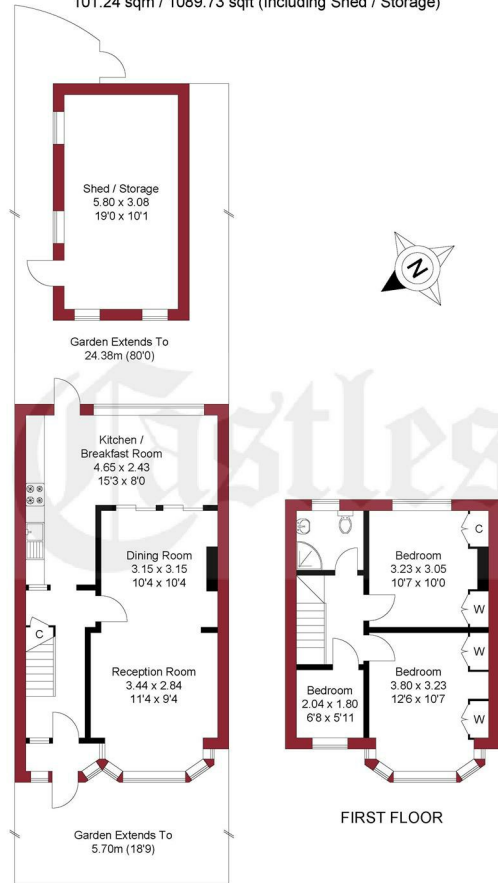 101.24 sqm / 1089.73 sqft (Including Shed / Storage)
Shed / Storage
5.80 x 3.08
19'0 x 10'1
N
Garden Extends To
24.38m (80'0)
Castles
Kitchen /
Breakfast Room
4.65 x 2.43
15'3 x 8'0
Dining Room
3.15 x 3.15
10'4 x 10'4
C
Reception Room
3.44 x 2.84
11'4 x 9'4
Garden Extends To
5.70m (18'9)
Bedroom
3.23 x 3.05
10'7 x 10'0
C
W
Bedroom
3.80 x 3.23
12'6 x 10'7
W
W
Bedroom
2.04 x 1.80
6'8 x 5'11
FIRST FLOOR